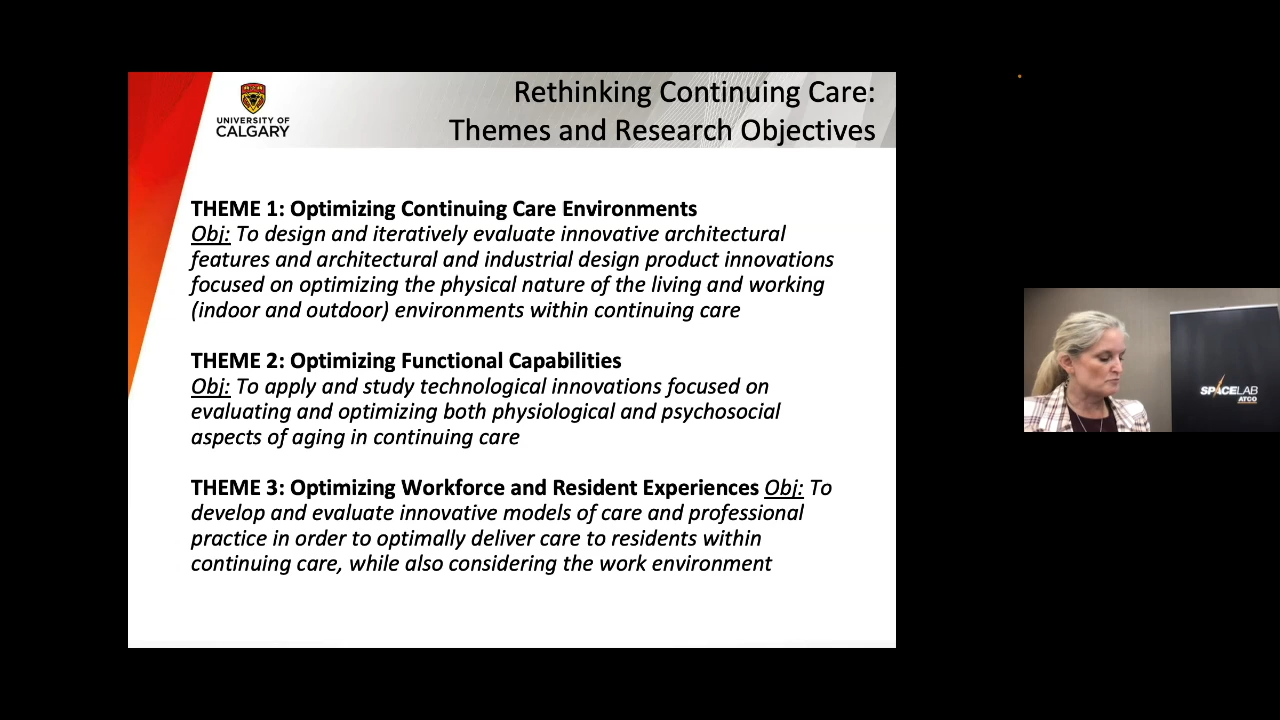 UNIVERSITY OF
CALGARY
Rethinking Continuing Care:
Themes and Research Objectives
THEME 1: Optimizing Continuing Care Environments
Obj: To design and iteratively evaluate innovative architectural
features and architectural and industrial design product innovations
focused on optimizing the physical nature of the living and working
(indoor and outdoor) environments within continuing care
THEME 2: Optimizing Functional Capabilities
Obj: To apply and study technological innovations focused on
evaluating and optimizing both physiological and psychosocial
aspects of aging in continuing care
THEME 3: Optimizing Workforce and Resident Experiences Obj: To
develop and evaluate innovative models of care and professional
practice in order to optimally deliver care to residents within
continuing care, while also considering the work environment
SPACELAB
ATCO